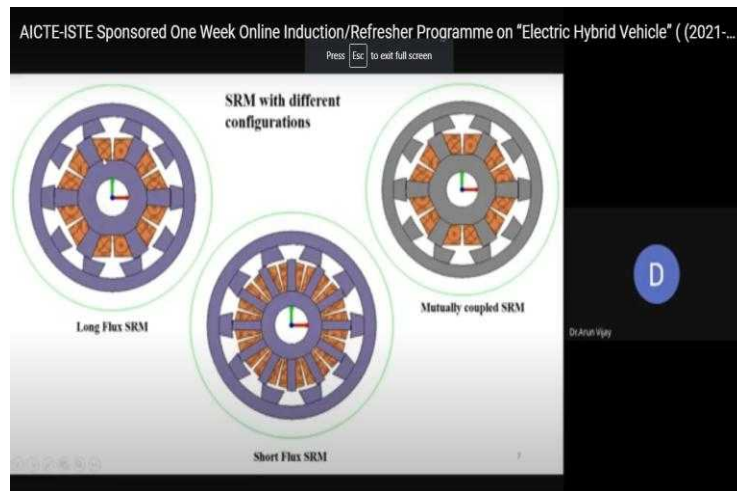 AICTE-ISTE Sponsored One Week Online Induction/Refresher Programme on “Electric Hybrid Vehicle” ( (2021-...
Press Esc to exit full screen
SRM with different
configurations
Long Flux SRM
Mutually coupled SRM
Short Flux SRM
D
Dr.Arun Vijay
7